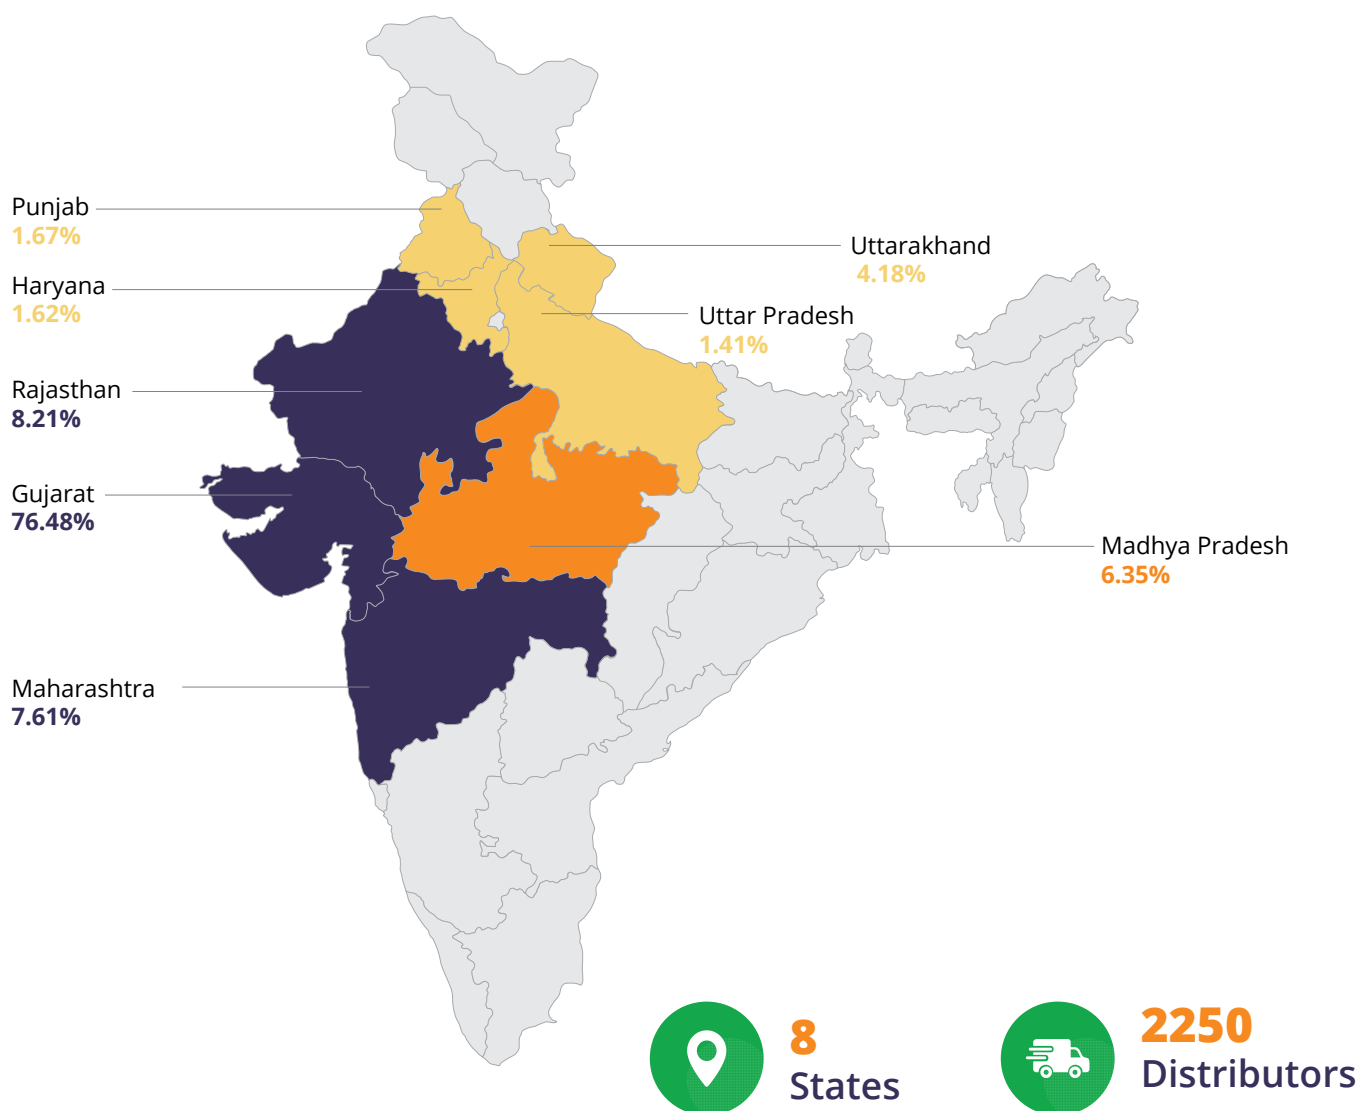 Punjab
1.67%
Haryana
1.62%
Rajasthan
8.21%
Gujarat
76.48%
Maharashtra
7.61%
Uttarakhand
4.18%
Uttar Pradesh
1.41%
Madhya Pradesh
6.35%
8
States
2250
Distributors